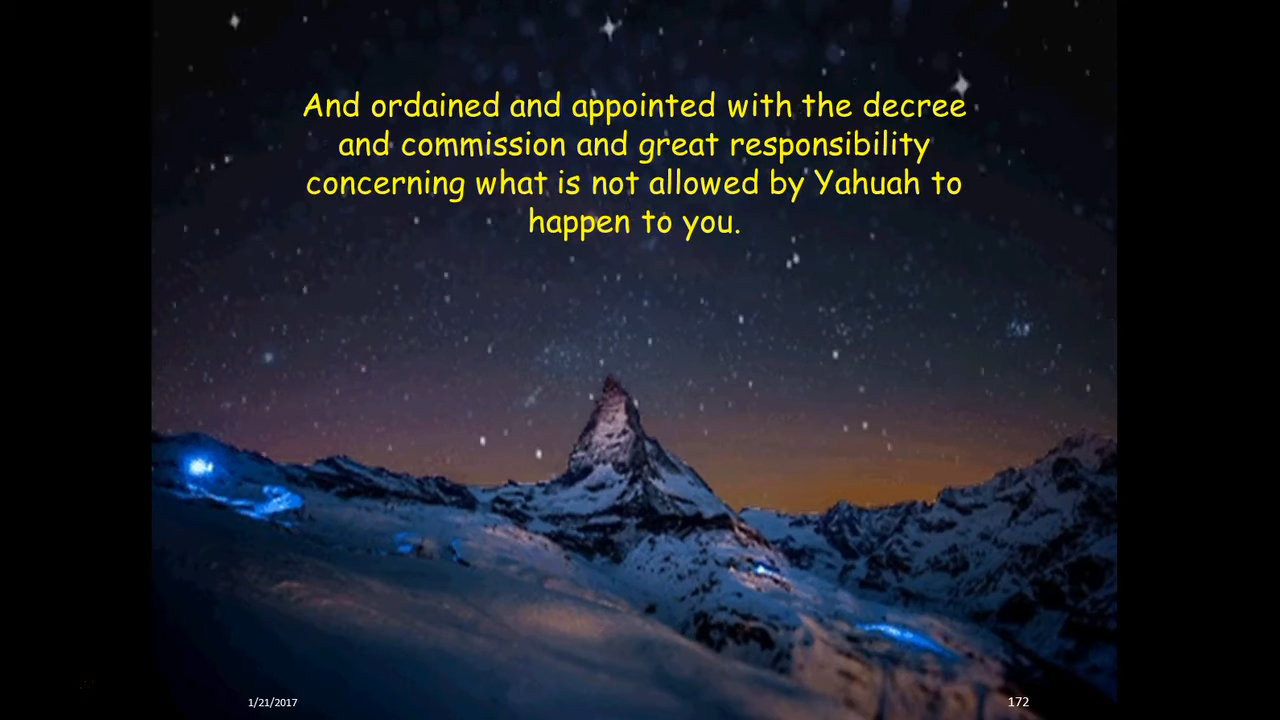 And ordained and appointed with the decree
and commission and great responsibility
concerning what is not allowed by Yahuah to
happen to you.
1/21/2017
172